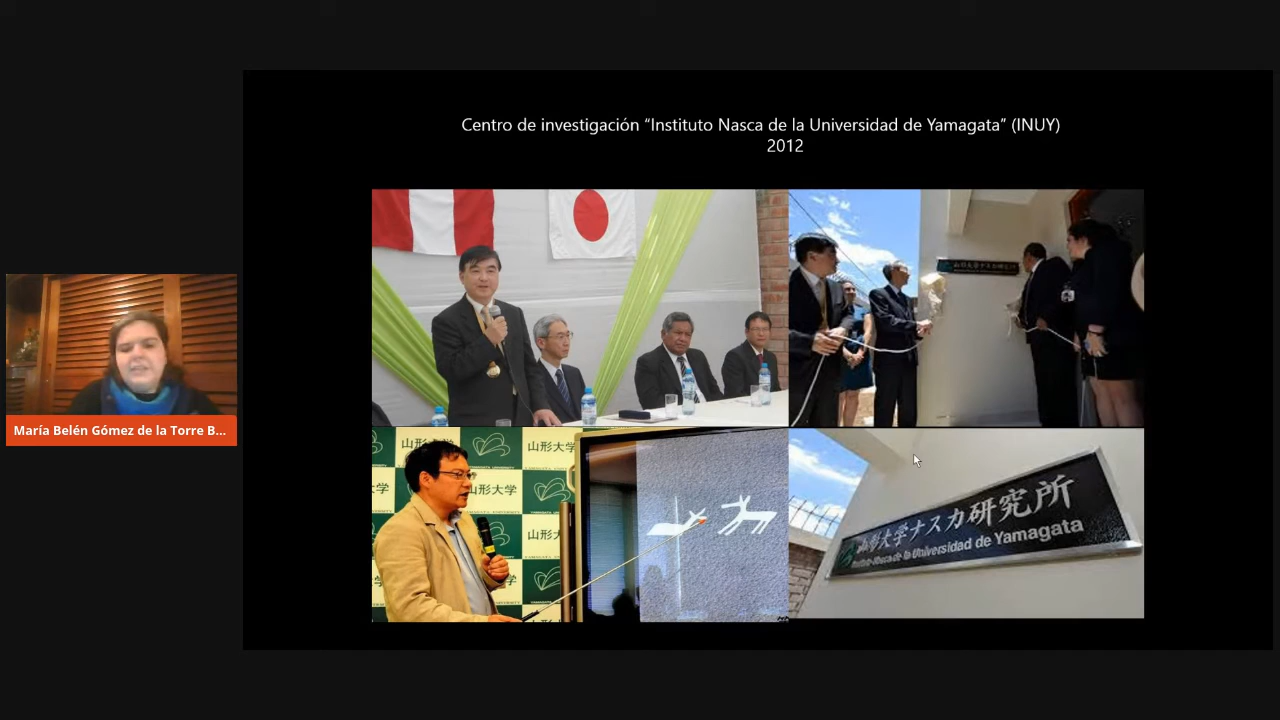 Centro de investigación “Instituto Nasca de la Universidad de Yamagata” (INUY)
2012
María Belén Gómez de la Torre B...
山形大学
山形大学
山形大学
山形大学ナスカ研究所
Instituto Nasca de la Universidad de Yamagata